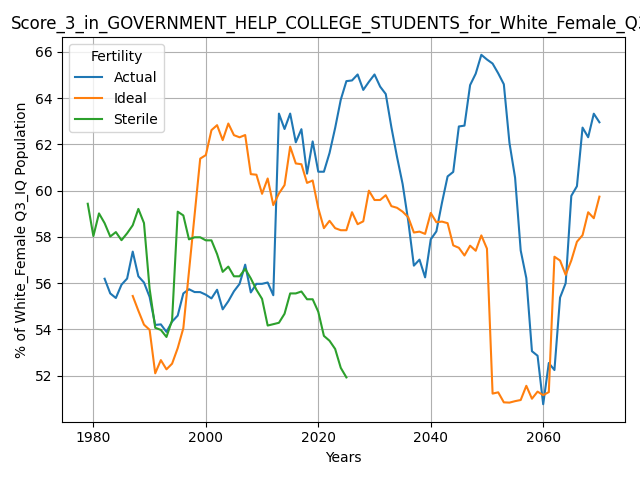 Score_3_in_GOVERNMENT_HELP_COLLEGE_STUDENTS_for_White_Female_Q3
Fertility
Actual
Ideal
Sterile
% of White_Female Q3_IQ Population
66
64
62
60
58
56
54
52
1980
2000
2020
2040
2060
Years